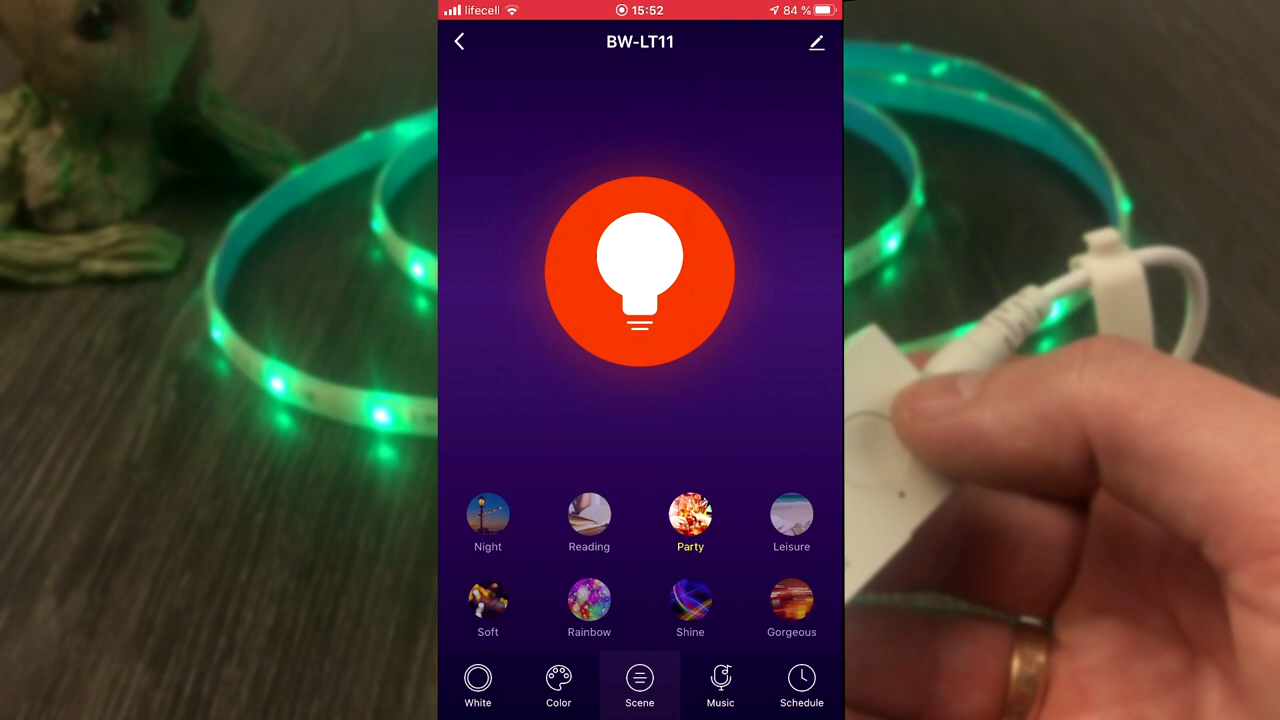 lifecell 15:52 84 %
BW-LT11
Night Reading Party Leisure
Soft Rainbow Shine Gorgeous
White Color Scene Music Schedule